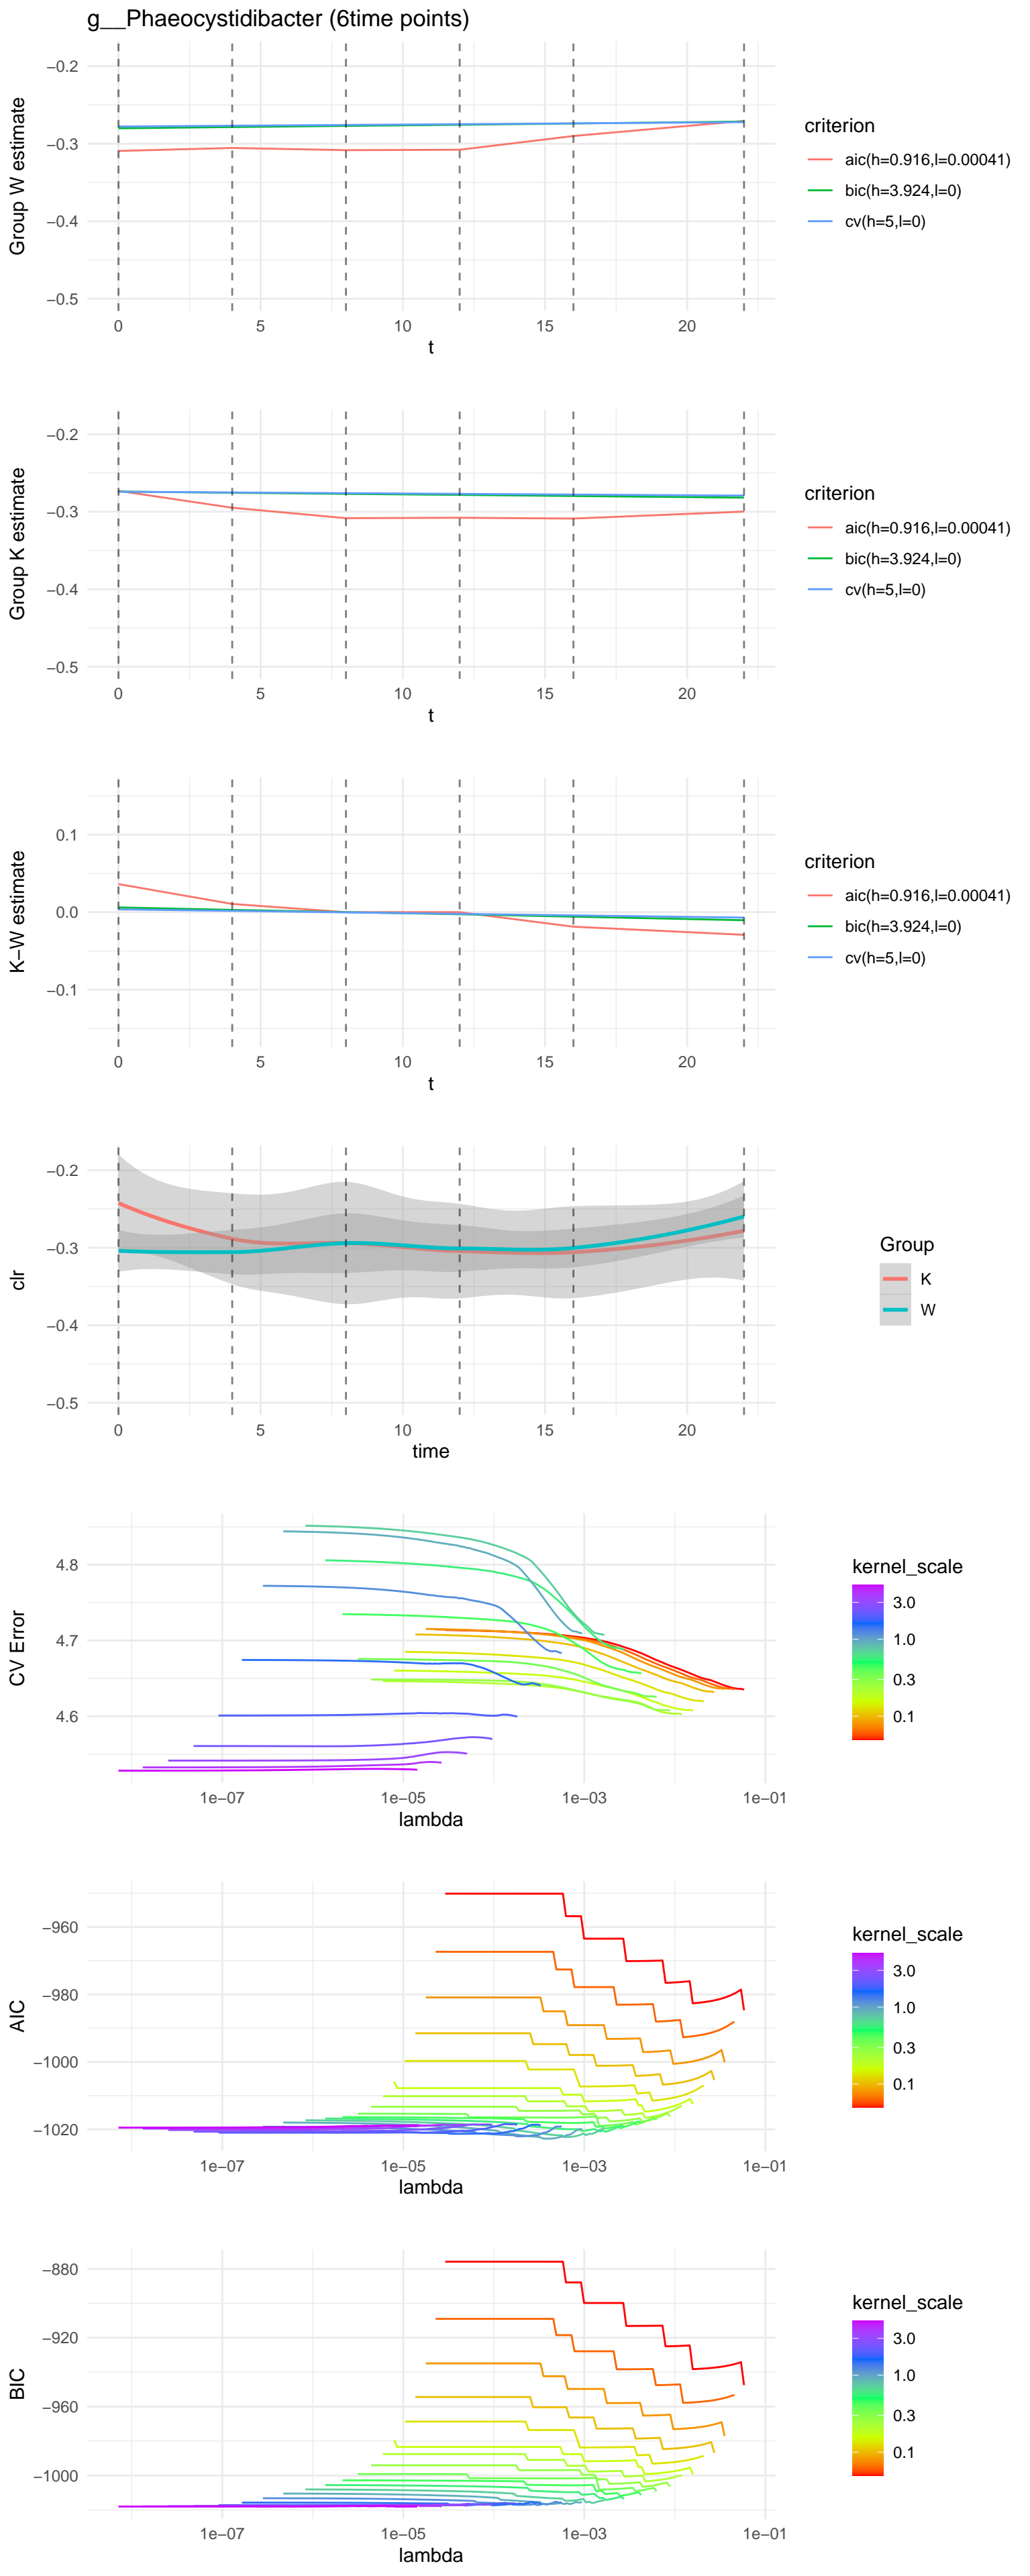 g__Phaeocystidibacter (6time points)
Group W estimate
−0.2
−0.3
−0.4
−0.5
0 5 10 15 20
t
criterion
aic(h=0.916,l=0.00041)
bic(h=3.924,l=0)
cv(h=5,l=0)
Group K estimate
−0.2
−0.3
−0.4
−0.5
0 5 10 15 20
t
criterion
aic(h=0.916,l=0.00041)
bic(h=3.924,l=0)
cv(h=5,l=0)
K−W estimate
0.1
0.0
−0.1
0 5 10 15 20
t
criterion
aic(h=0.916,l=0.00041)
bic(h=3.924,l=0)
cv(h=5,l=0)
clr
−0.2
−0.3
−0.4
−0.5
0 5 10 15 20
time
Group
K
W
CV Error
4.8
4.7
4.6
1e−07 1e−05 1e−03 1e−01
lambda
kernel_scale
3.0
1.0
0.3
0.1
AIC
−960
−980
−1000
−1020
1e−07 1e−05 1e−03 1e−01
lambda
kernel_scale
3.0
1.0
0.3
0.1
BIC
−880
−920
−960
−1000
1e−07 1e−05 1e−03 1e−01
lambda
kernel_scale
3.0
1.0
0.3
0.1